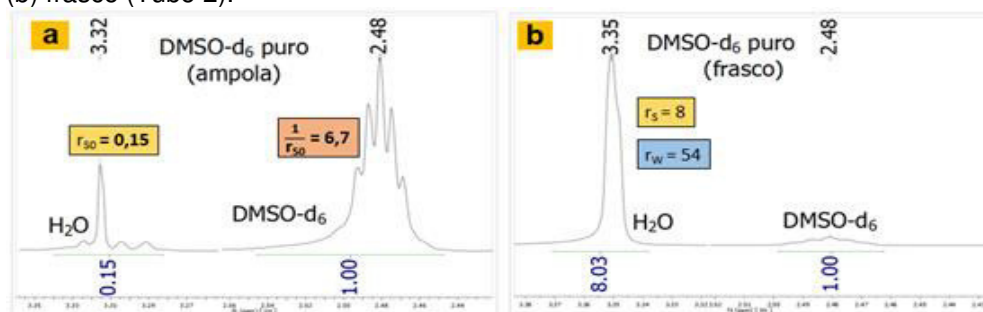 (b) frasco (Tubo 2).
a
3.32
DMSO-d6 puro
(ampola)
2.48
rS0 = 0,15
1/rS0 = 6,7
H2O
DMSO-d6
0.15
1.00
b
3.35
DMSO-d6 puro
(frasco)
2.48
rS = 8
rW = 54
H2O
DMSO-d6
8.03
1.00